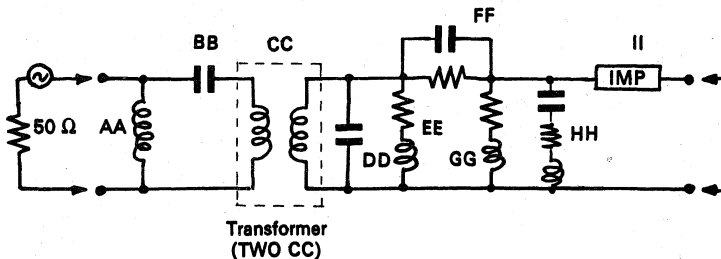 FF
BB
CC
II
IMP
50 Ω
AA
EE
HH
DD
GG
Transformer
(TWO CC)